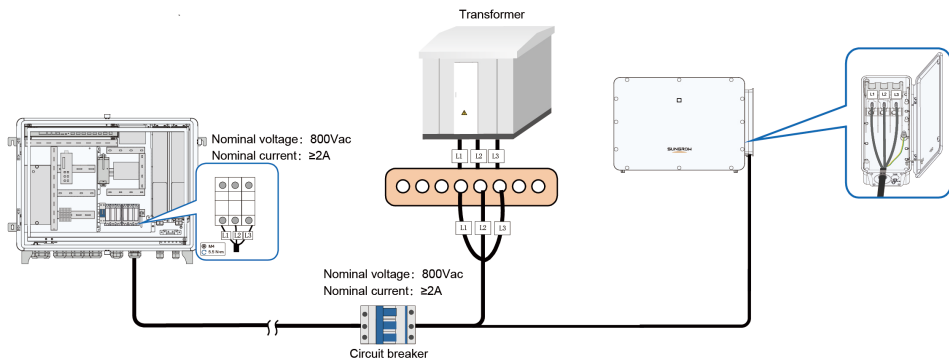 Transformer
L1 L2 L3
Nominal voltage: 800Vac
Nominal current: ≥2A
L1 L2 L3
SUNGROW
L1 L2 L3
L1 L2 L3
M4
Nominal voltage: 800Vac
Nominal current: ≥2A
Circuit breaker